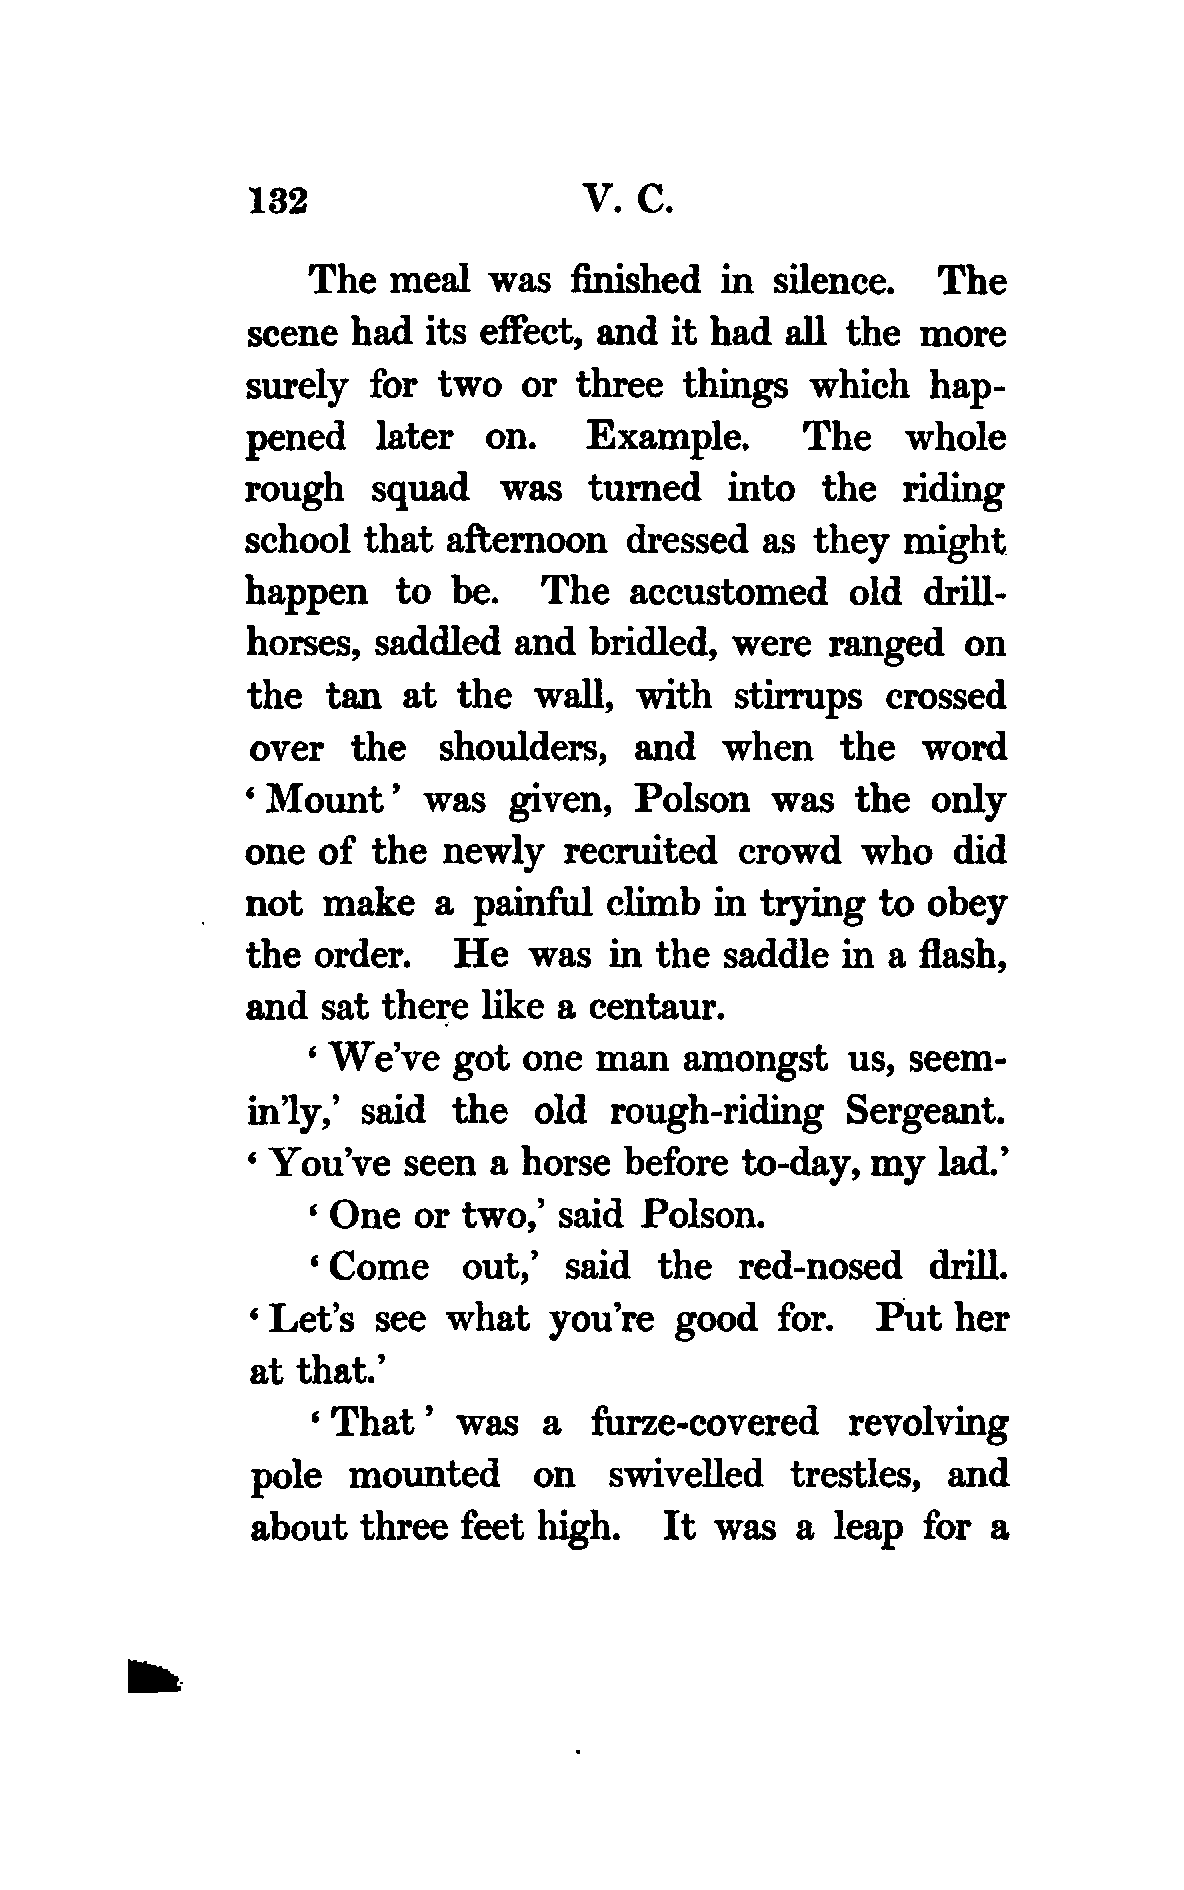 132 V. C.
The meal was finished in silence. The
scene had its effect, and it had all the more
surely for two or three things which hap-
pened later on. Example. The whole
rough squad was turned into the riding
school that afternoon dressed as they might
happen to be. The accustomed old drill-
horses, saddled and bridled, were ranged on
the tan at the wall, with stirrups crossed
over the shoulders, and when the word
‘Mount’ was given, Polson was the only
one of the newly recruited crowd who did
not make a painful climb in trying to obey
the order. He was in the saddle in a flash,
and sat there like a centaur.
‘We’ve got one man amongst us, seem-
in’ly,’ said the old rough-riding Sergeant.
‘You’ve seen a horse before to-day, my lad.’
‘One or two,’ said Polson.
‘Come out,’ said the red-nosed drill.
‘Let’s see what you’re good for. Put her
at that.’
‘That’ was a furze-covered revolving
pole mounted on swivelled trestles, and
about three feet high. It was a leap for a